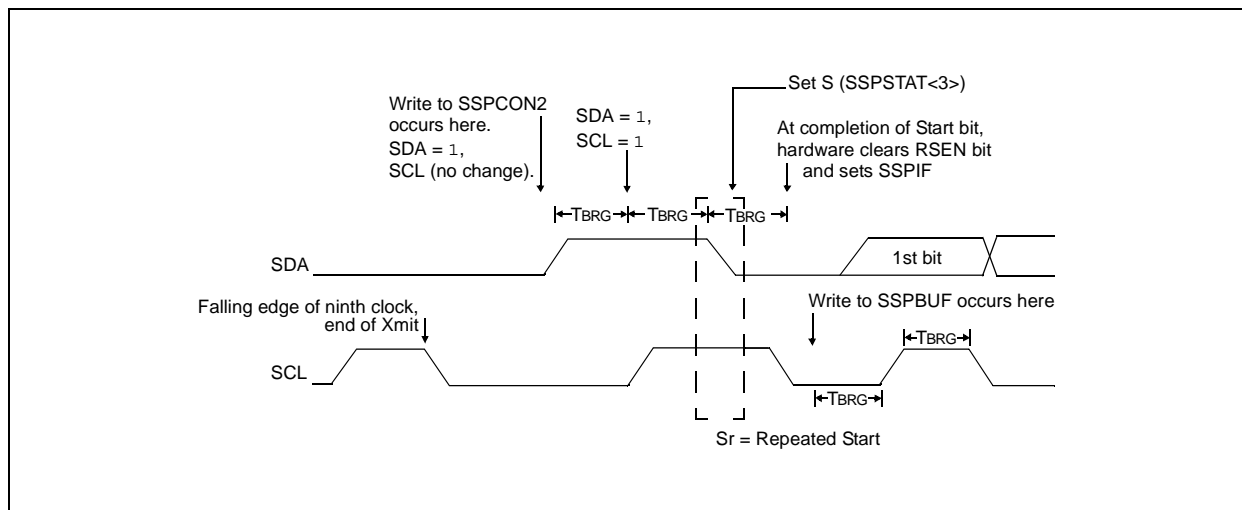 Set S (SSPSTAT<3>)
Write to SSPCON2
occurs here.
SDA = 1,
SCL (no change).
SDA = 1,
SCL = 1
At completion of Start bit,
hardware clears RSEN bit
and sets SSPIF
TBRG
TBRG
TBRG
SDA
1st bit
Write to SSPBUF occurs here
Falling edge of ninth clock,
end of Xmit
TBRG
SCL
TBRG
Sr = Repeated Start